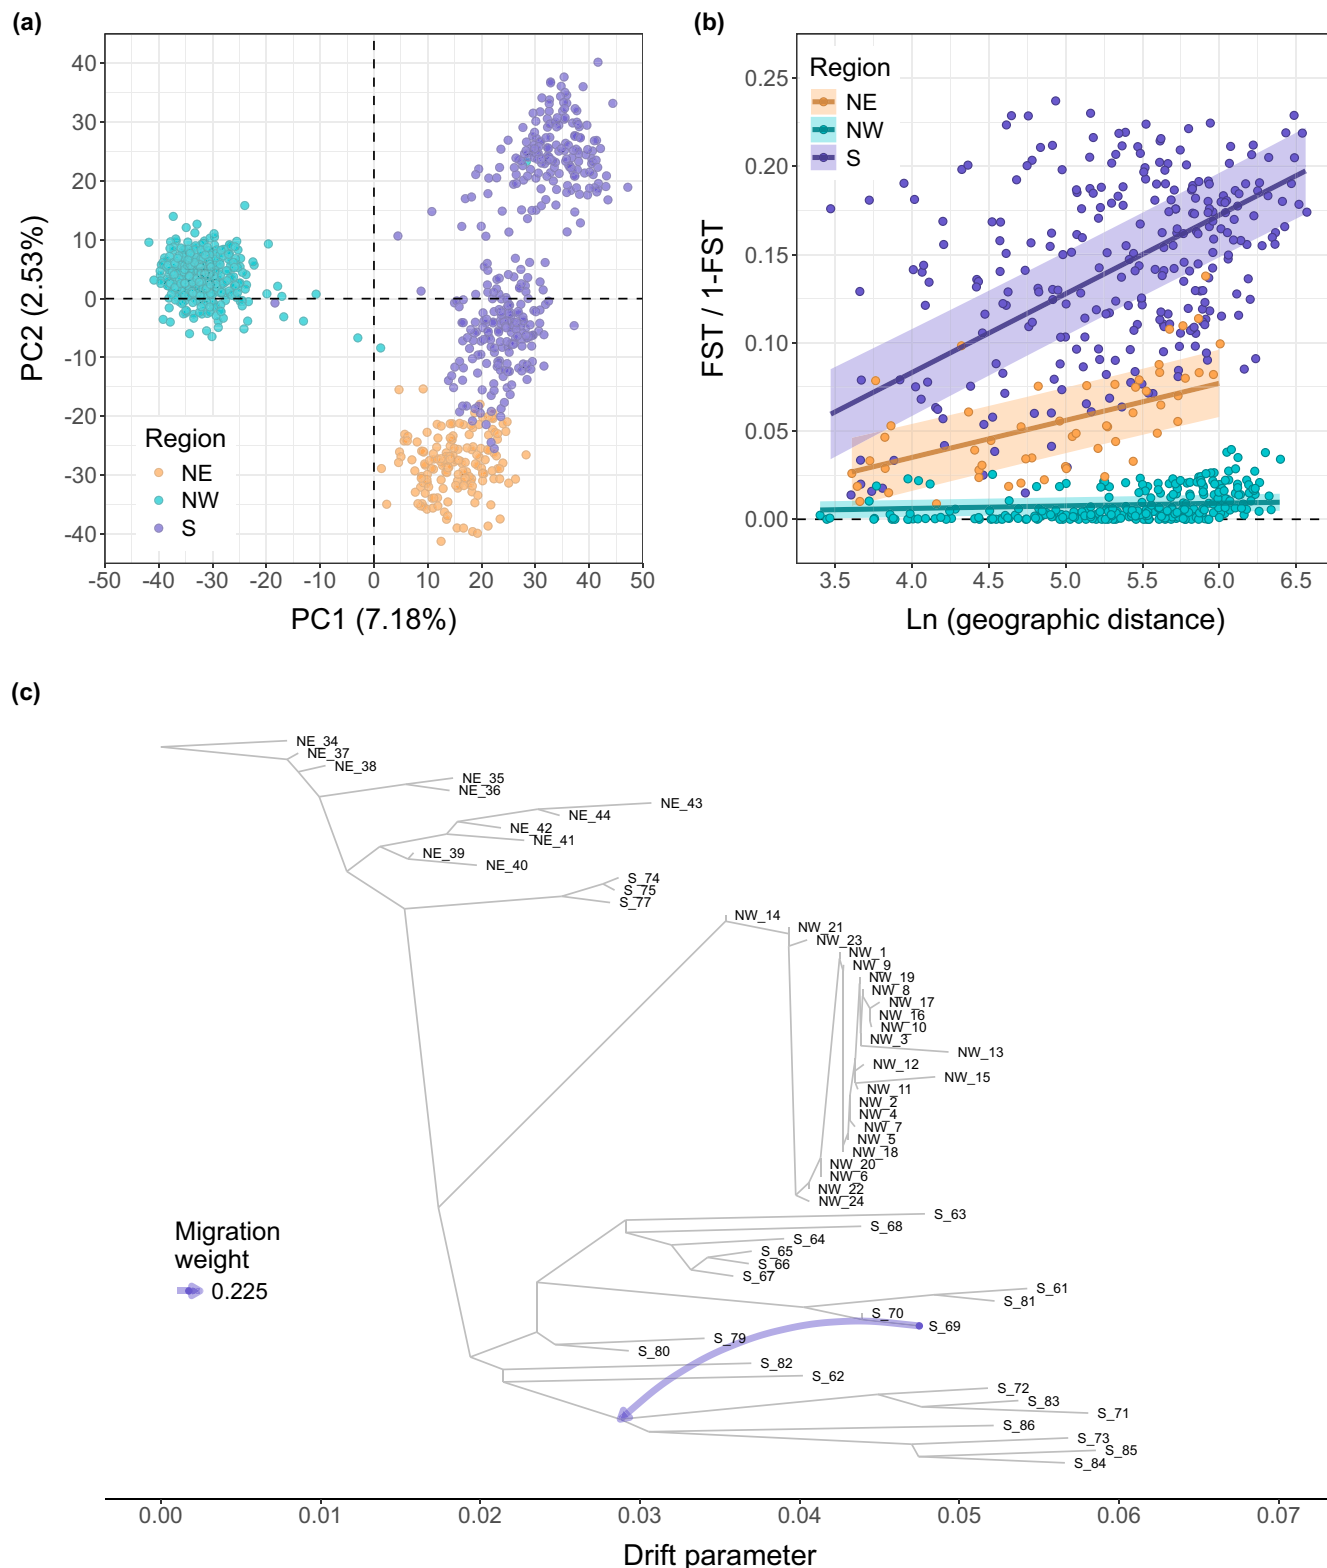 (a)
40
30
20
10
0
-10
-20
-30
-40
PC2 (2.53%)
Region
NE
NW
S
-50 -40 -30 -20 -10 0 10 20 30 40 50
PC1 (7.18%)
(b)
0.25
0.20
0.15
0.10
0.05
0.00
FST / 1-FST
Region
NE
NW
S
3.5 4.0 4.5 5.0 5.5 6.0 6.5
Ln (geographic distance)
(c)
NE_34
NE_37
NE_38
NE_35
NE_36
NE_43
NE_44
NE_42
NE_41
NE_39
NE_40
S_74
S_75
S_77
NW_14
NW_21
NW_23
NW_1
NW_9
NW_19
NW_8
NW_17
NW_16
NW_10
NW_3
NW_13
NW_12
NW_15
NW_11
NW_2
NW_4
NW_7
NW_5
NW_18
NW_20
NW_6
NW_22
NW_24
S_63
S_68
S_64
S_65
S_66
S_67
S_61
S_81
S_70
S_69
S_79
S_80
S_82
S_62
S_72
S_83
S_71
S_86
S_73
S_85
S_84
Migration
weight
0.225
0.00 0.01 0.02 0.03 0.04 0.05 0.06 0.07
Drift parameter